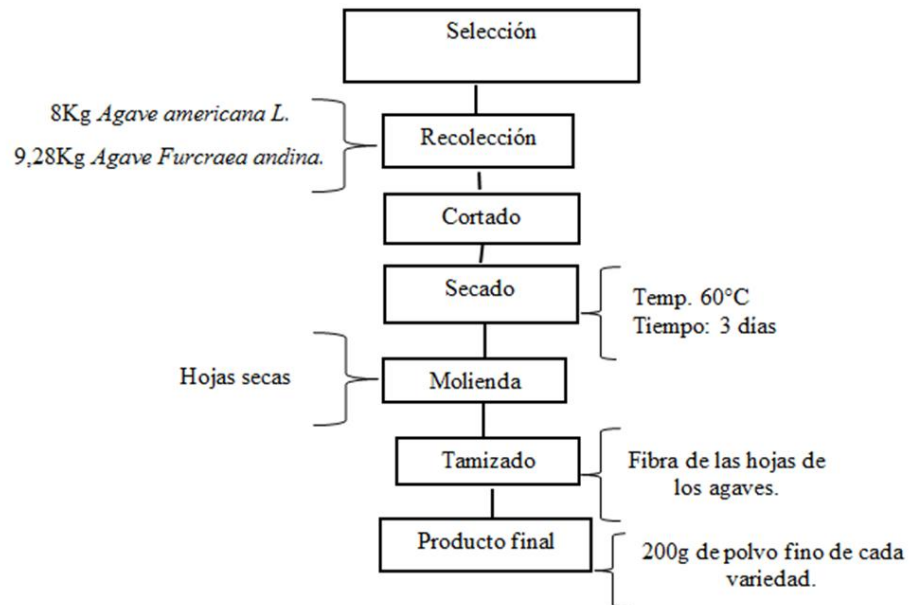 Selección
8Kg Agave americana L.
9,28Kg Agave Furcraea andina.
Recolección
Cortado
Secado
Temp. 60°C
Tiempo: 3 días
Hojas secas
Molienda
Tamizado
Fibra de las hojas de
los agaves.
Producto final
200g de polvo fino de cada
variedad.